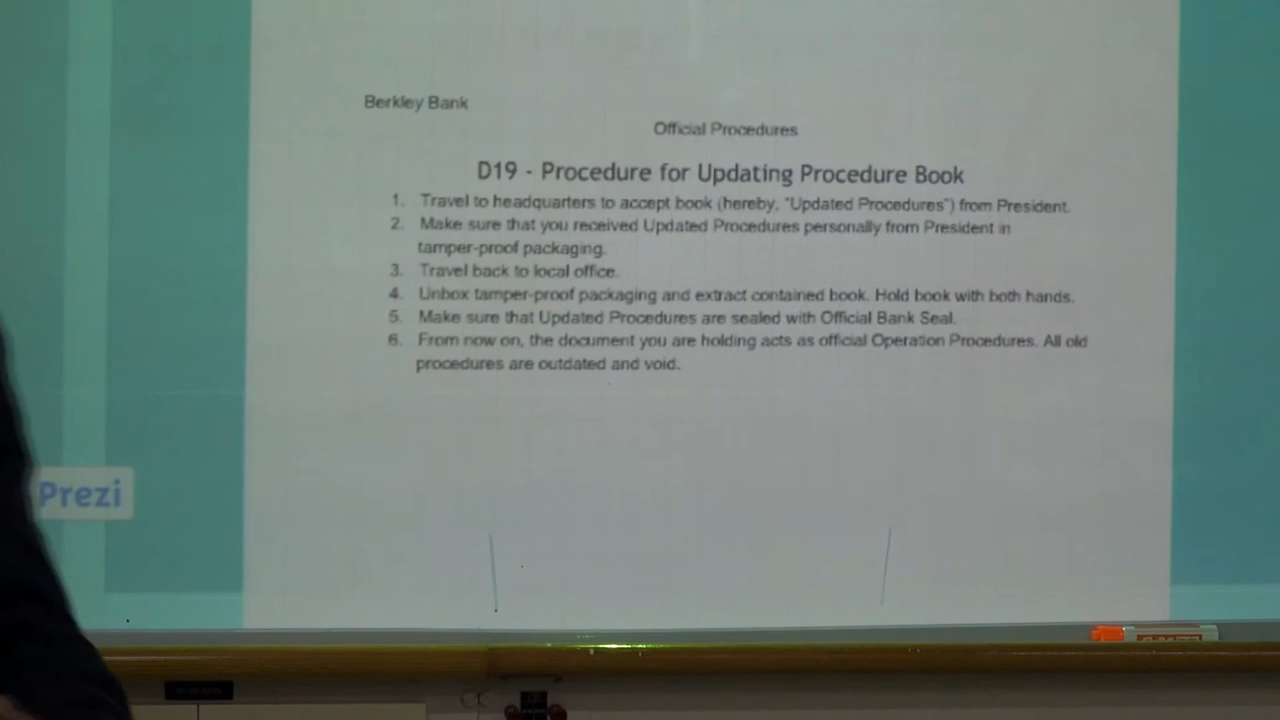 Berkley Bank
Official Procedures
D19 - Procedure for Updating Procedure Book
1. Travel to headquarters to accept book (hereby, "Updated Procedures") from President.
2. Make sure that you received Updated Procedures personally from President in
tamper-proof packaging.
3. Travel back to local office.
4. Unbox tamper-proof packaging and extract contained book. Hold book with both hands.
5. Make sure that Updated Procedures are sealed with Official Bank Seal.
6. From now on, the document you are holding acts as official Operation Procedures. All old
procedures are outdated and void.
Prezi